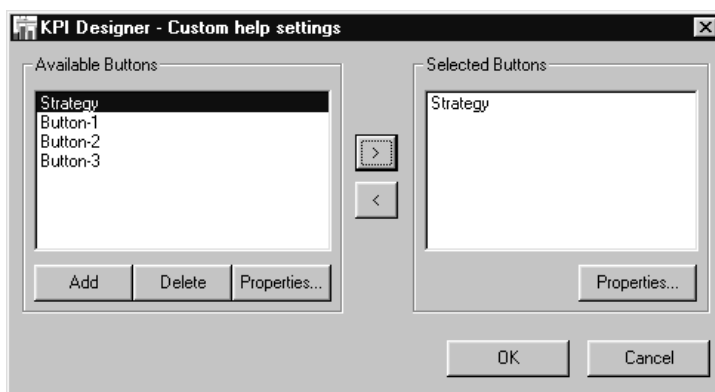 KPI Designer - Custom help settings
Available Buttons
Strategy
Button-1
Button-2
Button-3
Add Delete Properties...
>
<
Selected Buttons
Strategy
Properties...
OK Cancel